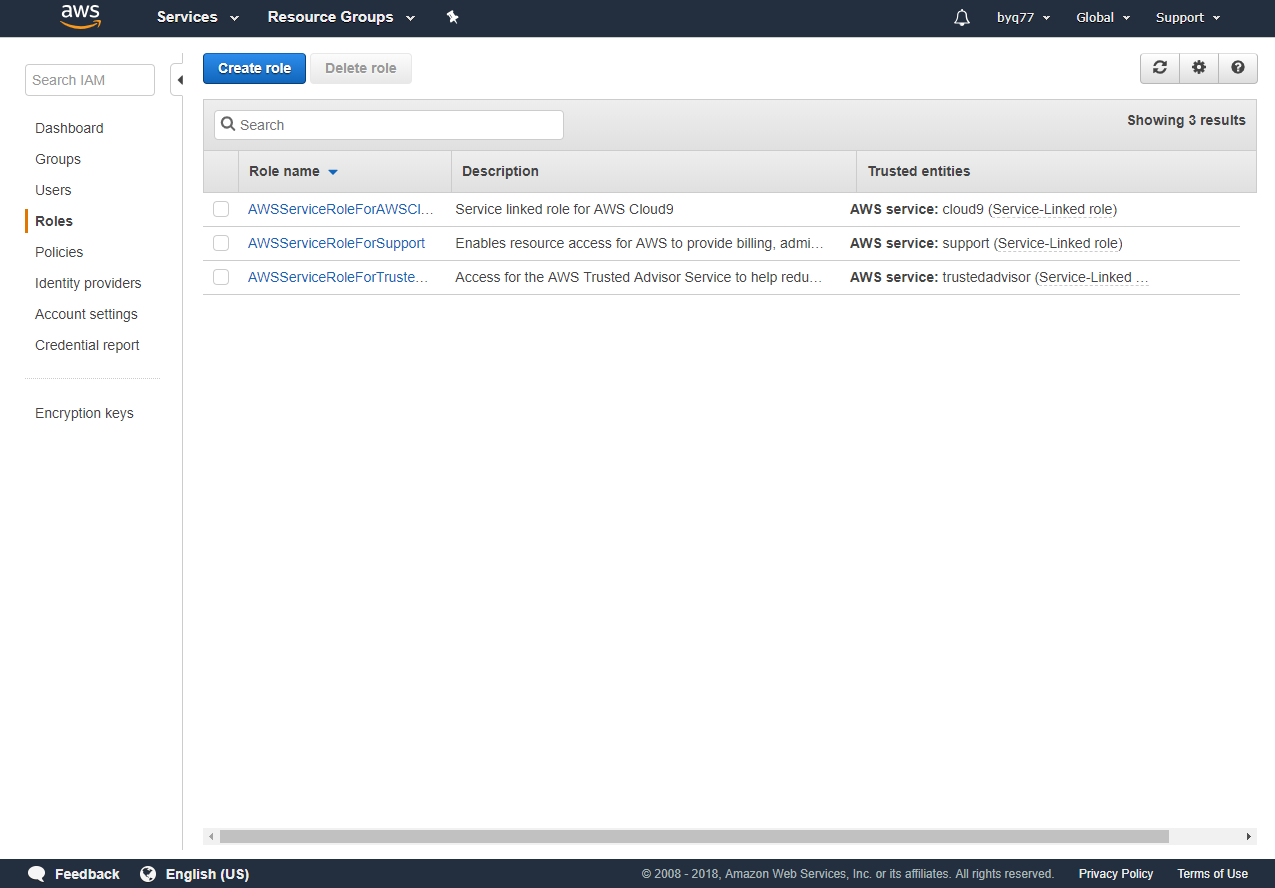 aws Services Resource Groups byq77 Global Support
Search IAM
Dashboard
Groups
Users
Roles
Policies
Identity providers
Account settings
Credential report
Encryption keys
Create role Delete role
Search
Showing 3 results
Role name Description Trusted entities
AWSServiceRoleForAWSCl… Service linked role for AWS Cloud9 AWS service: cloud9 (Service-Linked role)
AWSServiceRoleForSupport Enables resource access for AWS to provide billing, admi… AWS service: support (Service-Linked role)
AWSServiceRoleForTruste… Access for the AWS Trusted Advisor Service to help redu… AWS service: trustedadvisor (Service-Linked …
Feedback English (US) © 2008 - 2018, Amazon Web Services, Inc. or its affiliates. All rights reserved. Privacy Policy Terms of Use